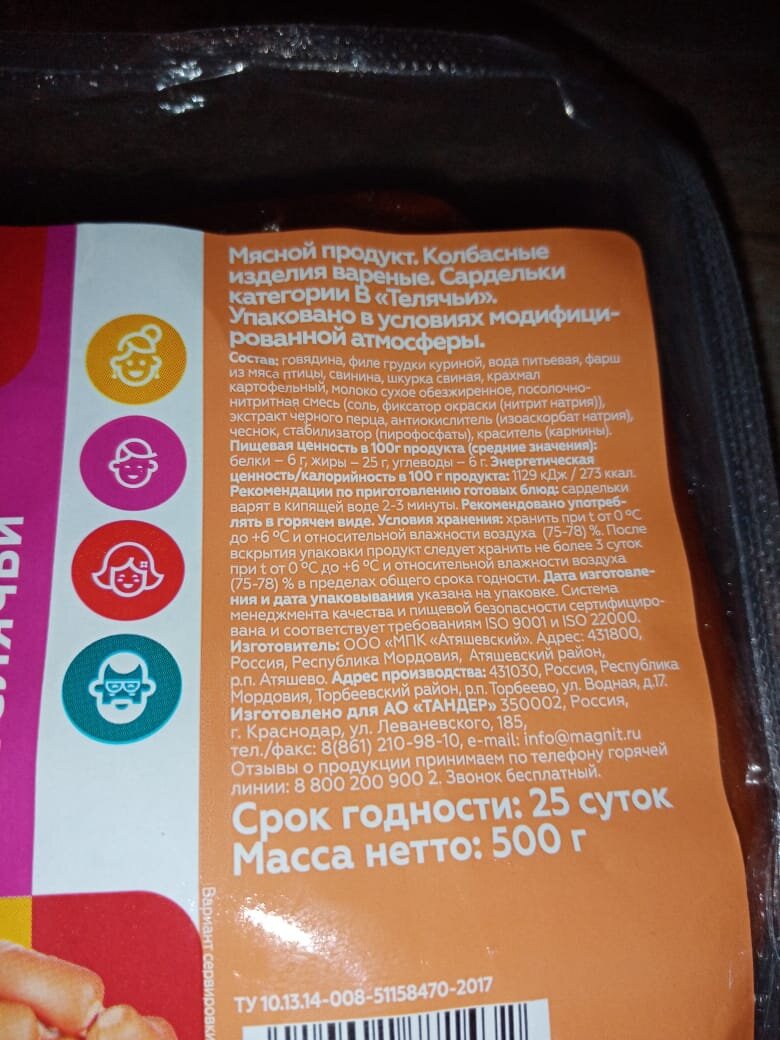 Мясной продукт. Колбасные
изделия вареные. Сардельки
категории В «Телячьи».
Упаковано в условиях модифици-
рованной атмосферы.
Состав: говядина, филе грудки куриной, вода питьевая, фарш
из мяса птицы, свинина, шкурка свиная, крахмал
картофельный, молоко сухое обезжиренное, посолочно-
нитритная смесь (соль, фиксатор окраски (нитрит натрия)),
экстракт черного перца, антиокислитель (изоаскорбат натрия),
чеснок, стабилизатор (пирофосфаты), краситель (кармины).
Пищевая ценность в 100г продукта (средние значения):
белки – 6 г, жиры – 25 г, углеводы – 6 г. Энергетическая
ценность/калорийность в 100 г продукта: 1129 кДж / 273 ккал.
Рекомендации по приготовлению готовых блюд: сардельки
варят в кипящей воде 2-3 минуты. Рекомендовано употреб-
лять в горячем виде. Условия хранения: хранить при t от 0 °С
до +6 °С и относительной влажности воздуха (75-78) %. После
вскрытия упаковки продукт следует хранить не более 3 суток
при t от 0 °С до +6 °С и относительной влажности воздуха
(75-78) % в пределах общего срока годности. Дата изготовле-
ния и дата упаковывания указана на упаковке. Система
менеджмента качества и пищевой безопасности сертифициро-
вана и соответствует требованиям ISO 9001 и ISO 22000.
Изготовитель: ООО «МПК «Атяшевский». Адрес: 431800,
Россия, Республика Мордовия, Атяшевский район,
р.п. Атяшево. Адрес производства: 431030, Россия, Республика
Мордовия, Торбеевский район, р.п. Торбеево, ул. Водная, д.17.
Изготовлено для АО «ТАНДЕР» 350002, Россия,
г. Краснодар, ул. Леваневского, 185,
тел./факс: 8(861) 210-98-10, e-mail: info@magnit.ru
Отзывы о продукции принимаем по телефону горячей
линии: 8 800 200 900 2. Звонок бесплатный.
Срок годности: 25 суток
Масса нетто: 500 г
Вариант сервировки
ТУ 10.13.14-008-51158470-2017